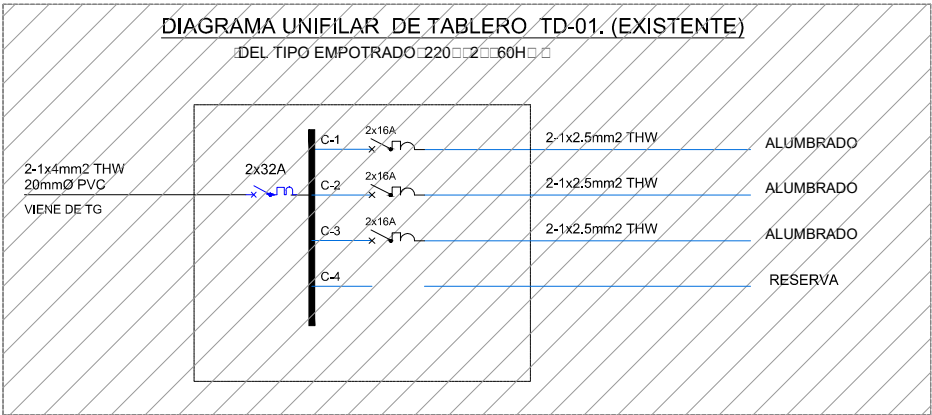 DIAGRAMA UNIFILAR DE TABLERO TD-01. (EXISTENTE)
DEL TIPO EMPOTRADO 220 2 60H
C-1 2x16A 2-1x2.5mm2 THW ALUMBRADO
2-1x4mm2 THW 2x32A
20mmØ PVC
VIENE DE TG
C-2 2x16A 2-1x2.5mm2 THW ALUMBRADO
C-3 2x16A 2-1x2.5mm2 THW ALUMBRADO
C-4 RESERVA